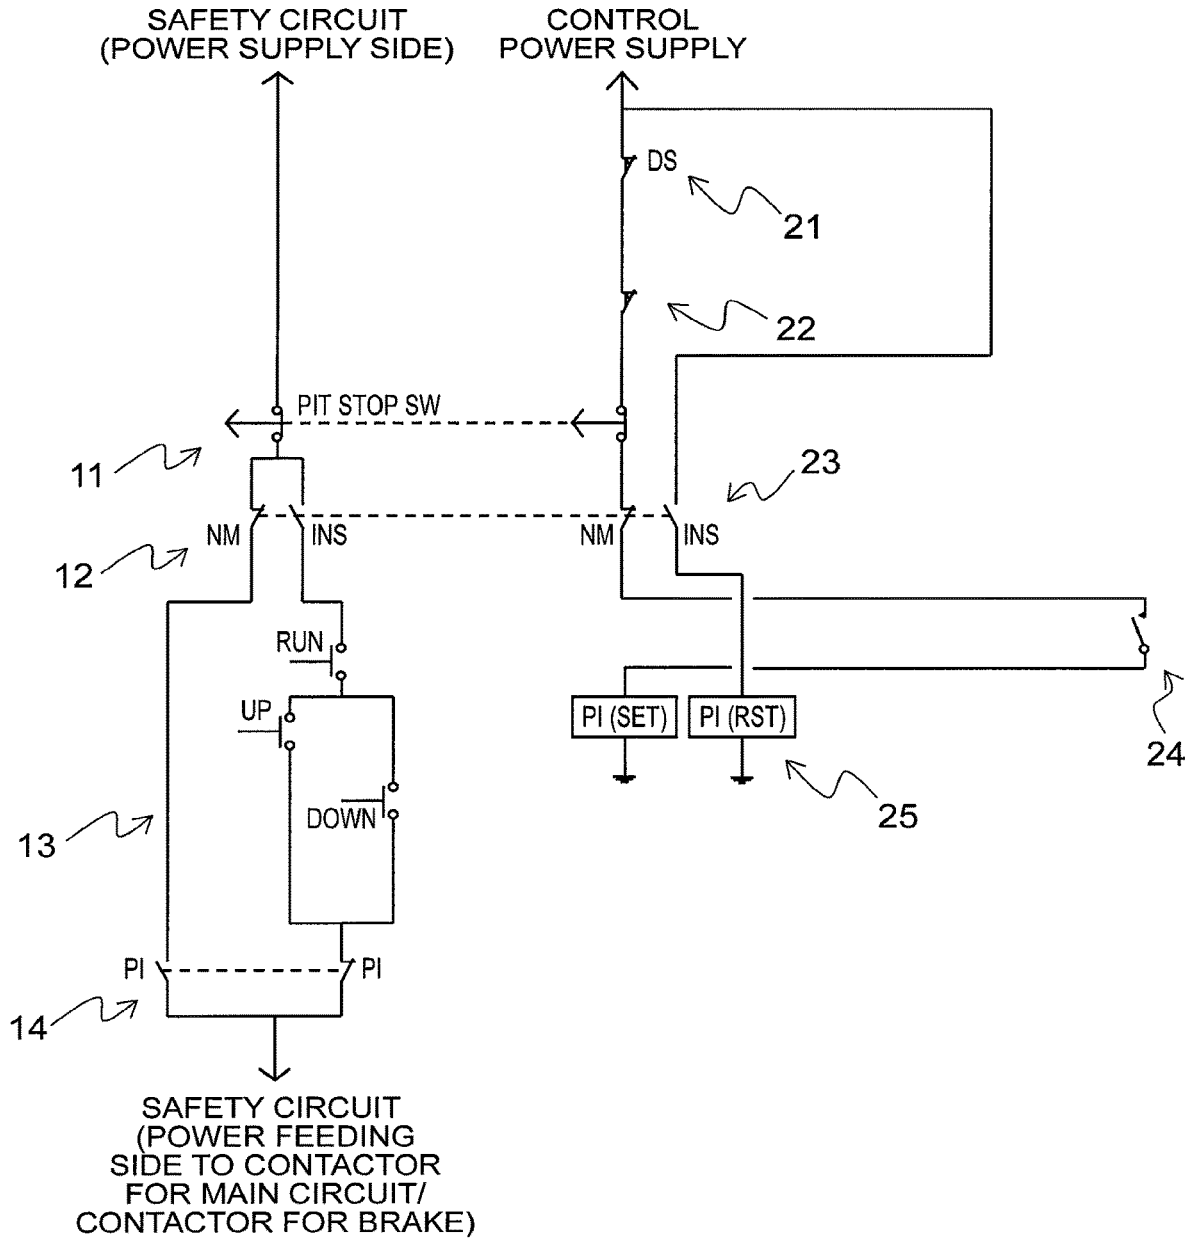 SAFETY CIRCUIT
(POWER SUPPLY SIDE)
CONTROL
POWER SUPPLY
DS
21
22
PIT STOP SW
11
23
NM
INS
NM
INS
12
RUN
UP
PI (SET)
PI (RST)
24
DOWN
25
13
PI
PI
14
SAFETY CIRCUIT
(POWER FEEDING
SIDE TO CONTACTOR
FOR MAIN CIRCUIT/
CONTACTOR FOR BRAKE)